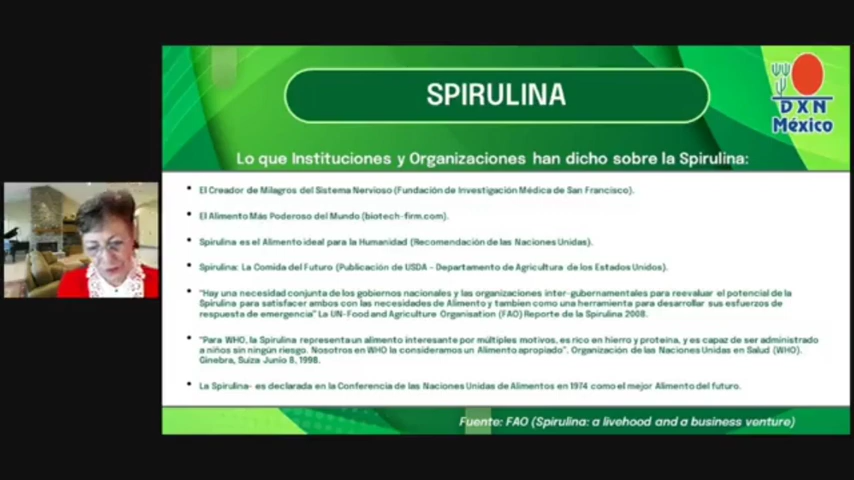 SPIRULINA
DXN
México
Lo que Instituciones y Organizaciones han dicho sobre la Spirulina:
• El Creador de Milagros del Sistema Nervioso (Fundación de Investigación Médica de San Francisco).
• El Alimento Más Poderoso del Mundo (biotech-firm.com).
• Spirulina es el Alimento ideal para la Humanidad (Recomendación de las Naciones Unidas).
• Spirulina: La Comida del Futuro (Publicación de USDA - Departamento de Agricultura de los Estados Unidos).
• "Hay una necesidad conjunta de los gobiernos nacionales y las organizaciones inter-gubernamentales para reevaluar el potencial de la
Spirulina para satisfacer ambos con las necesidades de Alimento y tambien como una herramienta para desarrollar sus esfuerzos de
respuesta de emergencia" La UN-Food and Agriculture Organisation (FAO) Reporte de la Spirulina 2008.
• "Para WHO, la Spirulina representa un alimento interesante por múltiples motivos, es rico en hierro y proteína, y es capaz de ser administrado
a niños sin ningún riesgo. Nosotros en WHO la consideramos un Alimento apropiado". Organización de las Naciones Unidas en Salud (WHO).
Ginebra, Suiza Junio 8, 1998.
• La Spirulina- es declarada en la Conferencia de las Naciones Unidas de Alimentos en 1974 como el mejor Alimento del futuro.
Fuente: FAO (Spirulina: a livehood and a business venture)